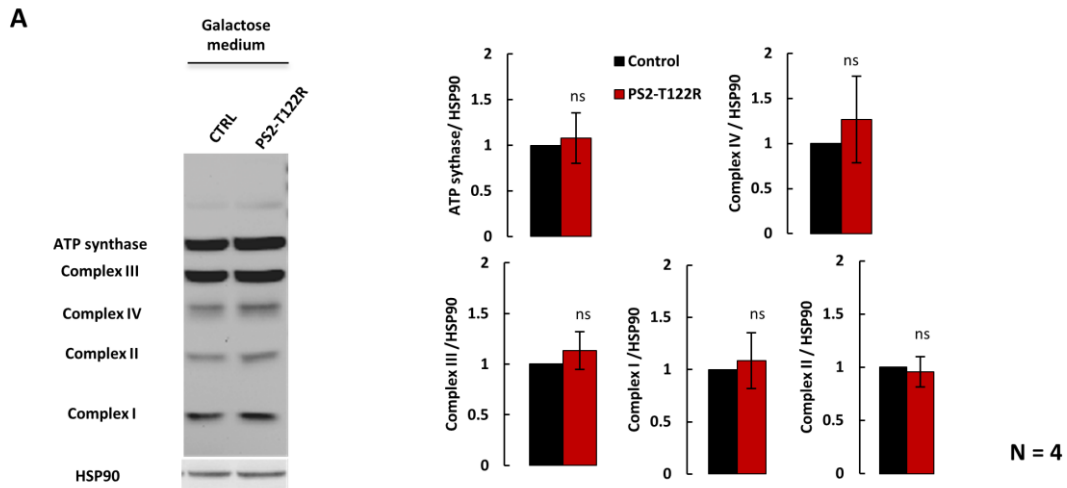 A
Galactose
medium
CTRL
PS2-T122R
ATP synthase
Complex III
Complex IV
Complex II
Complex I
HSP90
ATP sythase/ HSP90
2
1.5
1
0.5
0
ns
Control
PS2-T122R
Complex IV / HSP90
2
1.5
1
0.5
0
ns
Complex III /HSP90
2
1.5
1
0.5
0
ns
Complex I /HSP90
2
1.5
1
0.5
0
ns
Complex II / HSP90
2
1.5
1
0.5
0
ns
N = 4